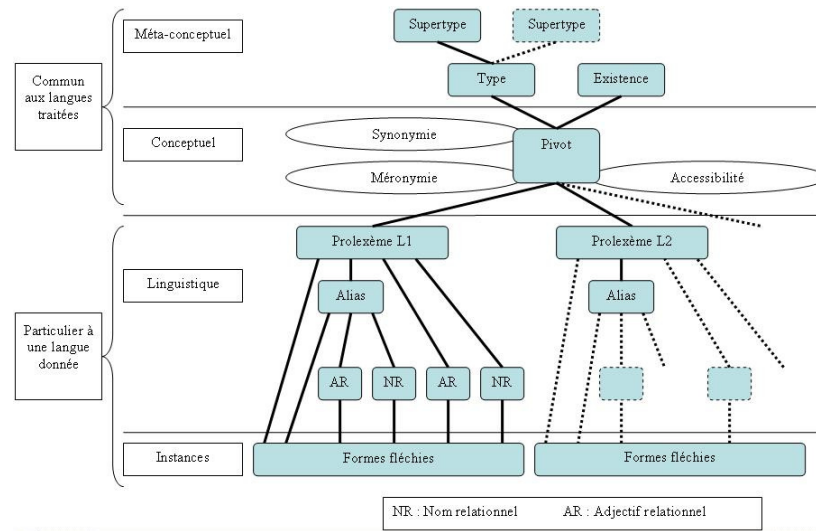 Méta-conceptuel
Supertype
Supertype
Type
Existence
Commun
aux langues
traitées
Conceptuel
Synonymie
Pivot
Méronymie
Accessibilité
Prolexème L1
Prolexème L2
Linguistique
Alias
Alias
Particulier à
une langue
donnée
AR
NR
AR
NR
Instances
Formes fléchies
Formes fléchies
NR : Nom relationnel AR : Adjectif relationnel